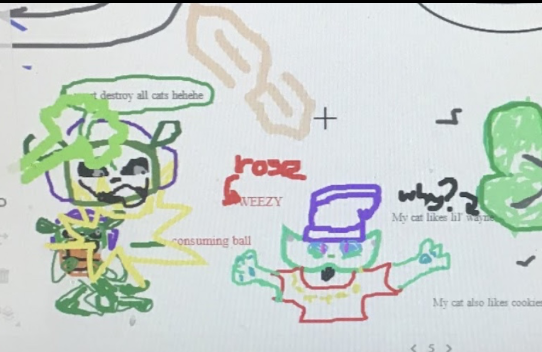 destroy all cats hehehe
rose
WEEZY
why?
My cat likes lil' wayne
consuming ball
My cat also likes cookies
< 5 >